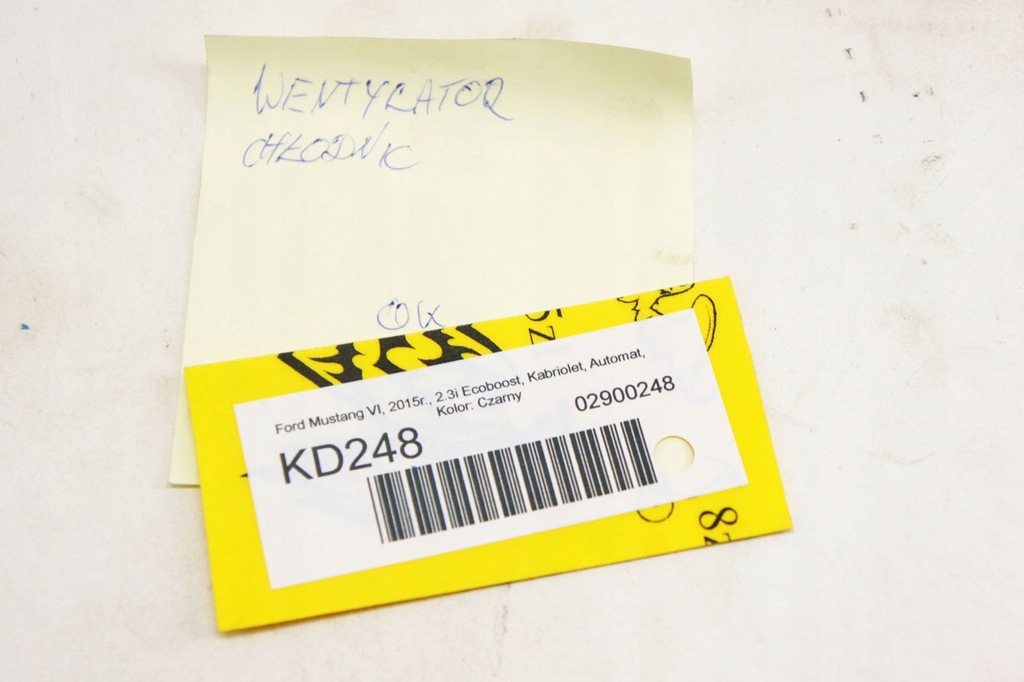 WENTYLATOR
CHŁODNIC
OK
Ford Mustang VI, 2015r., 2.3i Ecoboost, Kabriolet, Automat,
Kolor: Czarny
02900248
KD248